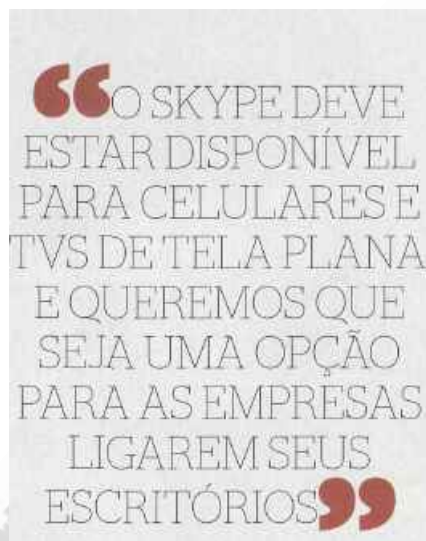 “O SKYPE DEVE
ESTAR DISPONÍVEL
PARA CELULARES E
TVS DE TELA PLANA
E QUEREMOS QUE
SEJA UMA OPÇÃO
PARA AS EMPRESAS
LIGAREM SEUS
ESCRITÓRIOS”